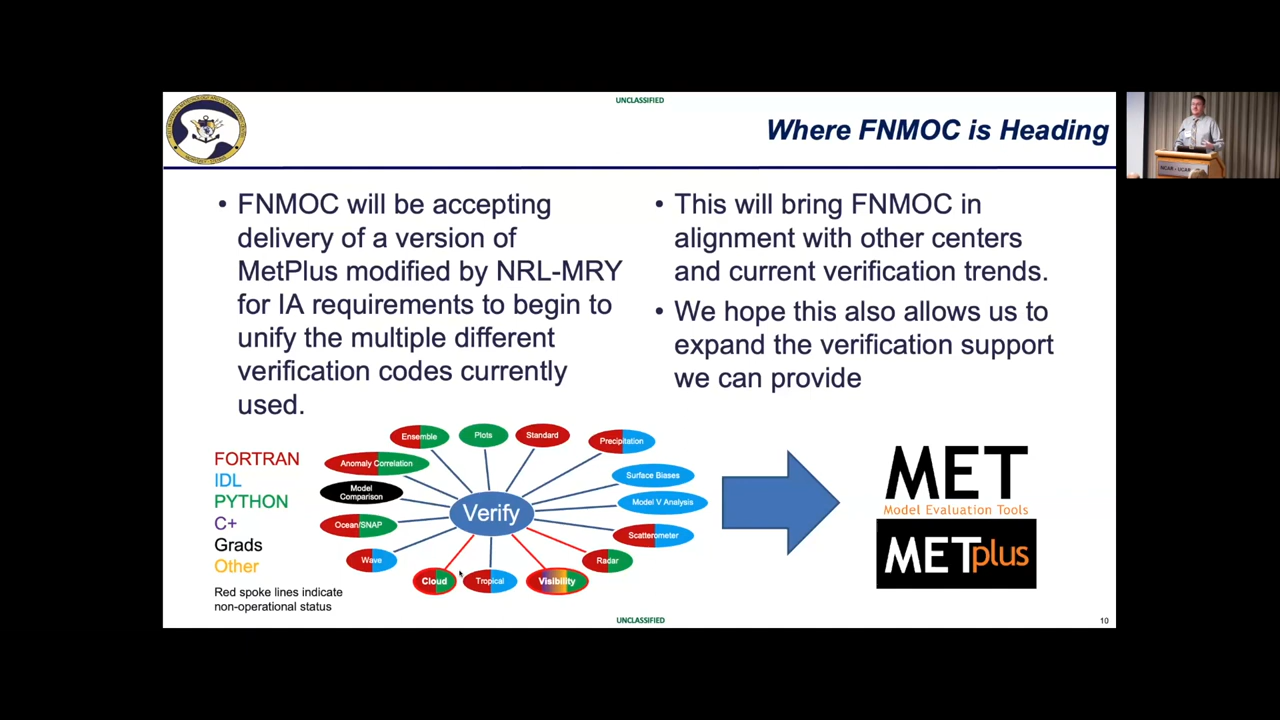 UNCLASSIFIED
Where FNMOC is Heading
• FNMOC will be accepting
delivery of a version of
MetPlus modified by NRL-MRY
for IA requirements to begin to
unify the multiple different
verification codes currently
used.
• This will bring FNMOC in
alignment with other centers
and current verification trends.
• We hope this also allows us to
expand the verification support
we can provide
FORTRAN
IDL
PYTHON
C+
Grads
Other
Red spoke lines indicate
non-operational status
Ensemble
Plots
Standard
Precipitation
Anomaly Correlation
Surface Biases
Model
Comparison
Model V Analysis
Verify
Ocean/SNAP
Scatterometer
Wave
Radar
Cloud
Tropical
Visibility
MET
Model Evaluation Tools
METplus
UNCLASSIFIED
10
NCAR / UCAR